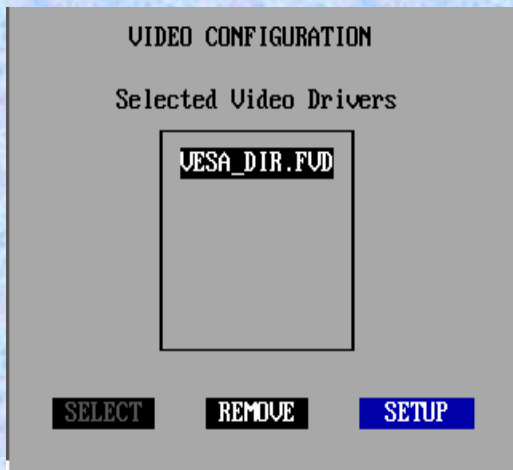 VIDEO CONFIGURATION
Selected Video Drivers
VESA_DIR.FVD
SELECT REMOVE SETUP